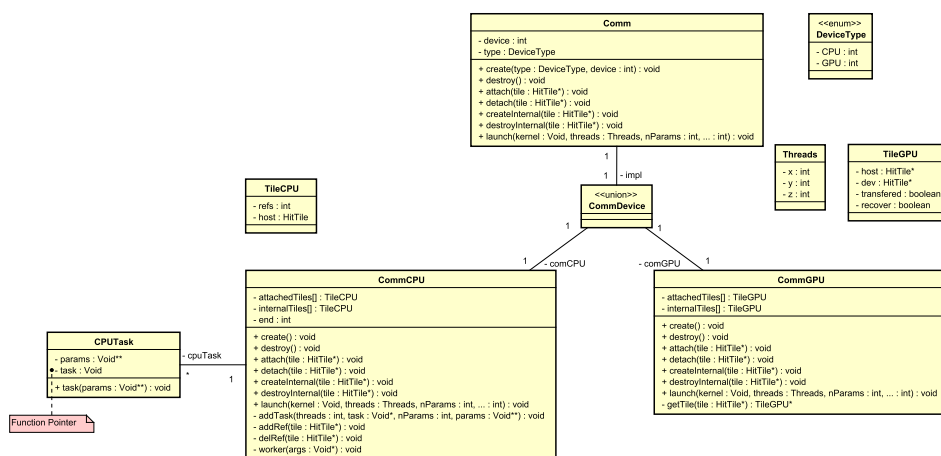 Comm
- device : int
- type : DeviceType
+ create(type : DeviceType, device : int) : void
+ destroy() : void
+ attach(tile : HitTile*) : void
+ detach(tile : HitTile*) : void
+ createInternal(tile : HitTile*) : void
+ destroyInternal(tile : HitTile*) : void
+ launch(kernel : Void, threads : Threads, nParams : int, ... : int) : void
<<enum>>
DeviceType
- CPU : int
- GPU : int
1
1
- impl
Threads
- x : int
- y : int
- z : int
TileGPU
- host : HitTile*
- dev : HitTile*
- transfered : boolean
- recover : boolean
TileCPU
- refs : int
- host : HitTile
<<union>>
CommDevice
1
1
1
- comCPU
- comGPU
1
CommCPU
- attachedTiles[] : TileCPU
- internalTiles[] : TileCPU
- end : int
+ create() : void
+ destroy() : void
+ attach(tile : HitTile*) : void
+ detach(tile : HitTile*) : void
+ createInternal(tile : HitTile*) : void
+ destroyInternal(tile : HitTile*) : void
+ launch(kernel : Void, threads : Threads, nParams : int, ... : int) : void
- addTask(threads : int, task : Void*, nParams : int, params : Void**) : void
- addRef(tile : HitTile*) : void
- delRef(tile : HitTile*) : void
- worker(args : Void*) : void
CommGPU
- attachedTiles[] : TileGPU
- internalTiles[] : TileGPU
+ create() : void
+ destroy() : void
+ attach(tile : HitTile*) : void
+ detach(tile : HitTile*) : void
+ createInternal(tile : HitTile*) : void
+ destroyInternal(tile : HitTile*) : void
+ launch(kernel : Void, threads : Threads, nParams : int, ... : int) : void
- getTile(tile : HitTile*) : TileGPU*
CPUTask
- params : Void**
- task : Void
+ task(params : Void**) : void
- cpuTask
*
1
Function Pointer